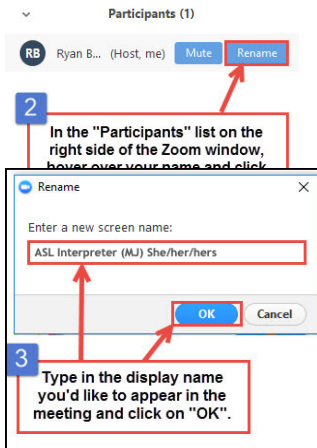 Participants (1)
RB Ryan B... (Host, me) Mute Rename
2
In the "Participants" list on the
right side of the Zoom window,
hover over your name and click
Rename
Enter a new screen name:
ASL Interpreter (MJ) She/her/hers
OK Cancel
3
Type in the display name
you'd like to appear in the
meeting and click on "OK".